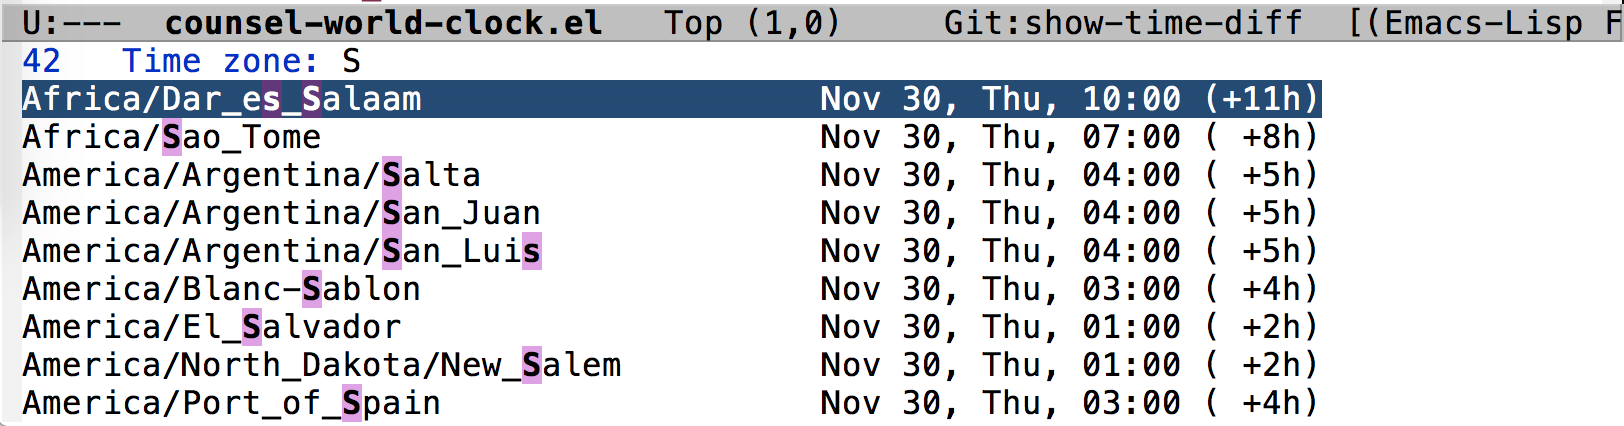 U:---  counsel-world-clock.el   Top (1,0)     Git:show-time-diff  [(Emacs-Lisp F
42   Time zone: S
Africa/Dar_es_Salaam                    Nov 30, Thu, 10:00 (+11h)
Africa/Sao_Tome                         Nov 30, Thu, 07:00 ( +8h)
America/Argentina/Salta                 Nov 30, Thu, 04:00 ( +5h)
America/Argentina/San_Juan              Nov 30, Thu, 04:00 ( +5h)
America/Argentina/San_Luis              Nov 30, Thu, 04:00 ( +5h)
America/Blanc-Sablon                    Nov 30, Thu, 03:00 ( +4h)
America/El_Salvador                     Nov 30, Thu, 01:00 ( +2h)
America/North_Dakota/New_Salem          Nov 30, Thu, 01:00 ( +2h)
America/Port_of_Spain                   Nov 30, Thu, 03:00 ( +4h)